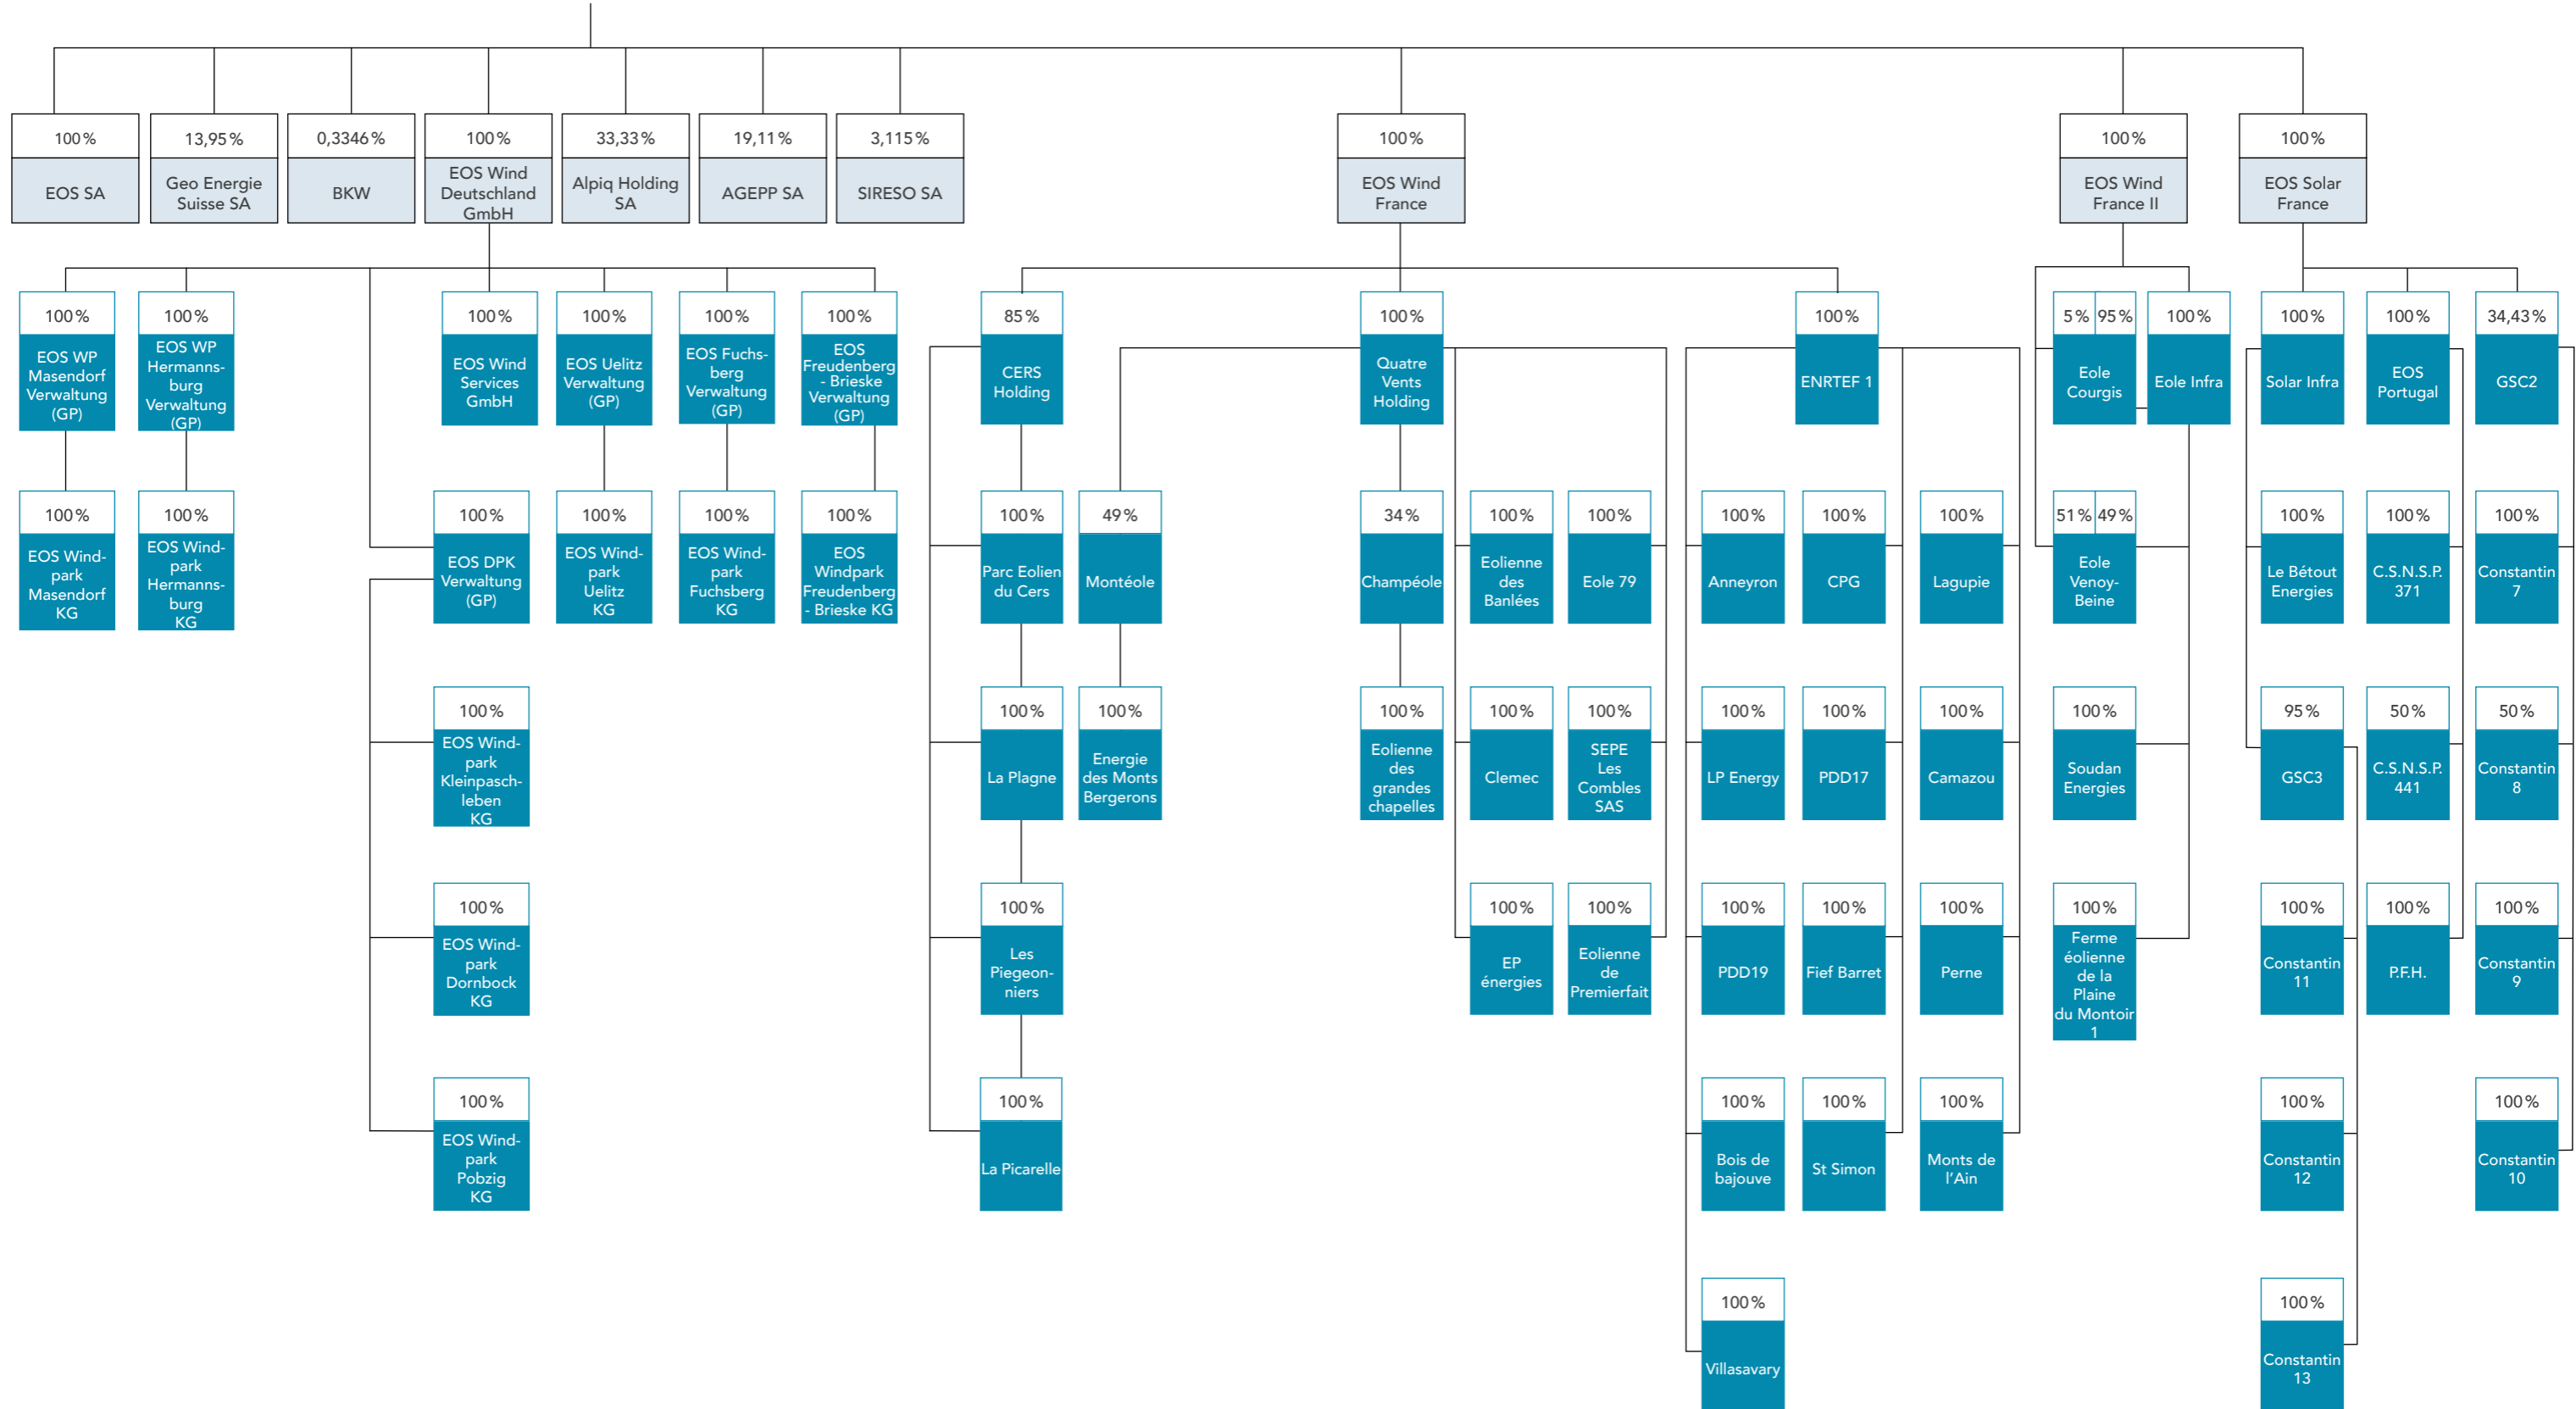 100 %
EOS SA
13,95 %
Geo Energie
Suisse SA
0,3346 %
BKW
100 %
EOS Wind
Deutschland
GmbH
33,33 %
Alpiq Holding
SA
19,11 %
AGEPP SA
3,115 %
SIRESO SA
100 %
EOS Wind
France
100 %
EOS Wind
France II
100 %
EOS Solar
France
100 %
EOS WP
Masendorf
Verwaltung
(GP)
100 %
EOS WP
Hermanns-
burg
Verwaltung
(GP)
100 %
EOS Wind
Services
GmbH
100 %
EOS Uelitz
Verwaltung
(GP)
100 %
EOS Fuchs-
berg
Verwaltung
(GP)
100 %
EOS
Freudenberg
- Brieske
Verwaltung
(GP)
85 %
CERS
Holding
100 %
Quatre
Vents
Holding
100 %
ENRTEF 1
5 % 95 %
Eole
Courgis
100 %
Eole Infra
100 %
Solar Infra
100 %
EOS
Portugal
34,43 %
GSC2
100 %
EOS Wind-
park
Masendorf
KG
100 %
EOS Wind-
park
Hermanns-
burg
KG
100 %
EOS DPK
Verwaltung
(GP)
100 %
EOS Wind-
park
Uelitz
KG
100 %
EOS Wind-
park
Fuchsberg
KG
100 %
EOS
Windpark
Freudenberg
- Brieske KG
100 %
Parc Eolien
du Cers
49 %
Montéole
34 %
Champéole
100 %
Eolienne
des
Banlées
100 %
Eole 79
100 %
Anneyron
100 %
CPG
100 %
Lagupie
51 % 49 %
Eole
Venoy-
Beine
100 %
Le Bétout
Energies
100 %
C.S.N.S.P.
371
100 %
Constantin
7
100 %
EOS Wind-
park
Kleinpasch-
leben
KG
100 %
La Plagne
100 %
Energie
des Monts
Bergerons
100 %
Eolienne
des
grandes
chapelles
100 %
Clemec
100 %
SEPE
Les
Combles
SAS
100 %
LP Energy
100 %
PDD17
100 %
Camazou
100 %
Soudan
Energies
95 %
GSC3
50 %
C.S.N.S.P.
441
50 %
Constantin
8
100 %
EOS Wind-
park
Dornbock
KG
100 %
Les
Piegeon-
niers
100 %
EP
énergies
100 %
Eolienne
de
Premierfait
100 %
PDD19
100 %
Fief Barret
100 %
Perne
100 %
Ferme
éolienne
de la
Plaine
du Montoir
1
100 %
Constantin
11
100 %
P.F.H.
100 %
Constantin
9
100 %
EOS Wind-
park
Pobzig
KG
100 %
La Picarelle
100 %
Bois de
bajouve
100 %
St Simon
100 %
Monts de
l'Ain
100 %
Constantin
12
100 %
Constantin
10
100 %
Villasavary
100 %
Constantin
13